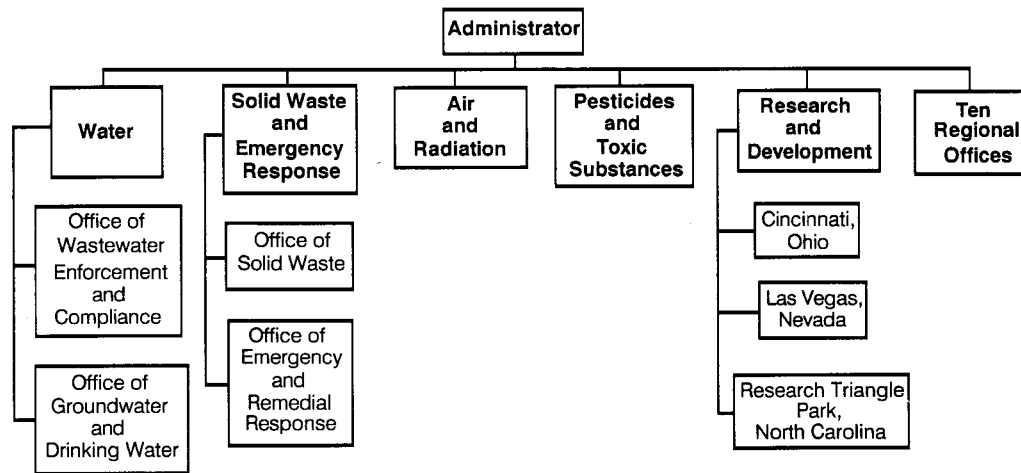 Administrator
Water
Solid Waste
and
Emergency
Response
Air
and
Radiation
Pesticides
and
Toxic
Substances
Research
and
Development
Ten
Regional
Offices
Office of
Wastewater
Enforcement
and
Compliance
Office of
Groundwater
and
Drinking Water
Office of
Solid Waste
Office of
Emergency
and
Remedial
Response
Cincinnati,
Ohio
Las Vegas,
Nevada
Research Triangle
Park,
North Carolina